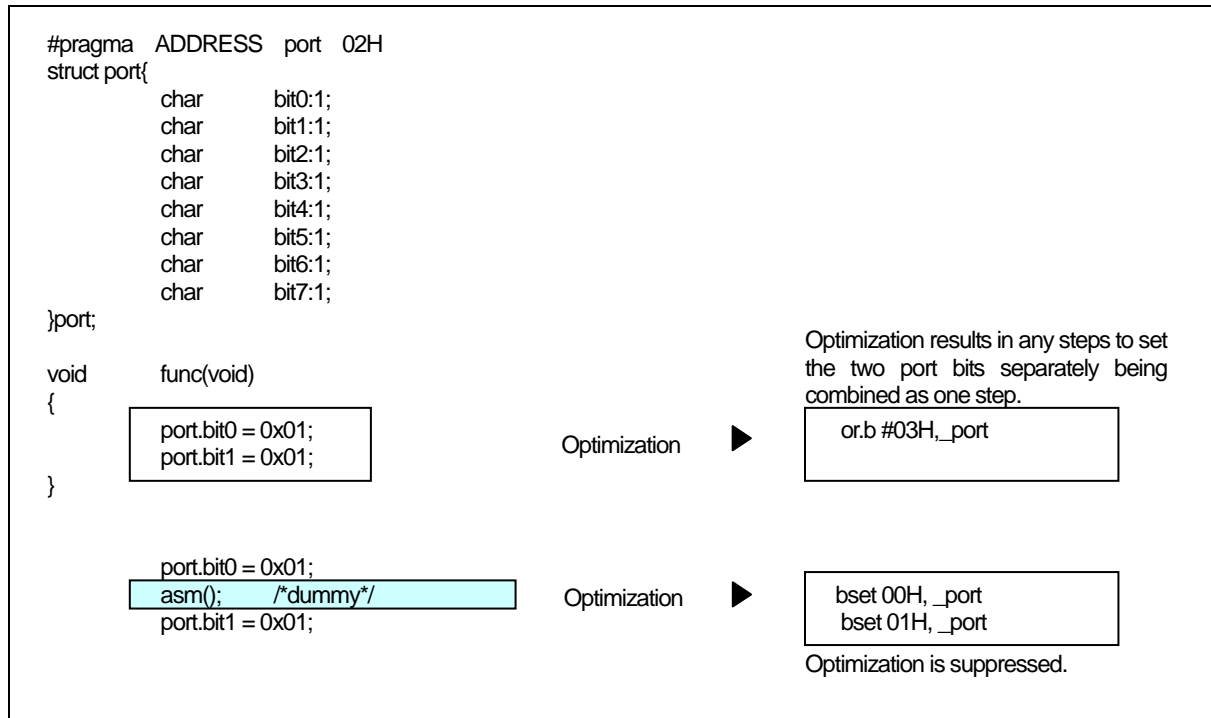 #pragma ADDRESS port 02H
struct port{
char bit0:1;
char bit1:1;
char bit2:1;
char bit3:1;
char bit4:1;
char bit5:1;
char bit6:1;
char bit7:1;
}port;
void func(void)
{
port.bit0 = 0x01;
port.bit1 = 0x01;
}
Optimization
Optimization results in any steps to set
the two port bits separately being
combined as one step.
or.b #03H,_port
port.bit0 = 0x01;
asm(); /*dummy*/
port.bit1 = 0x01;
Optimization
bset 00H, _port
bset 01H, _port
Optimization is suppressed.